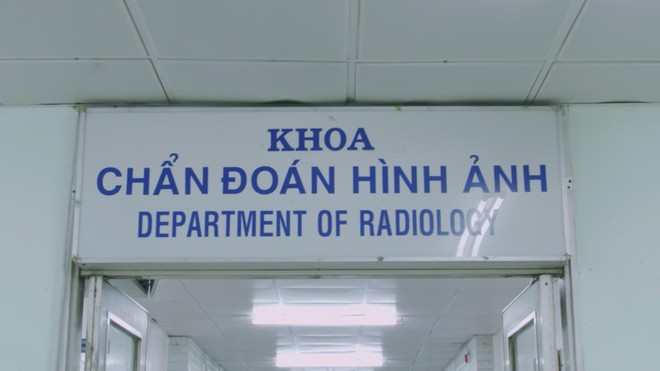 KHOA
CHẨN ĐOÁN HÌNH ẢNH
DEPARTMENT OF RADIOLOGY